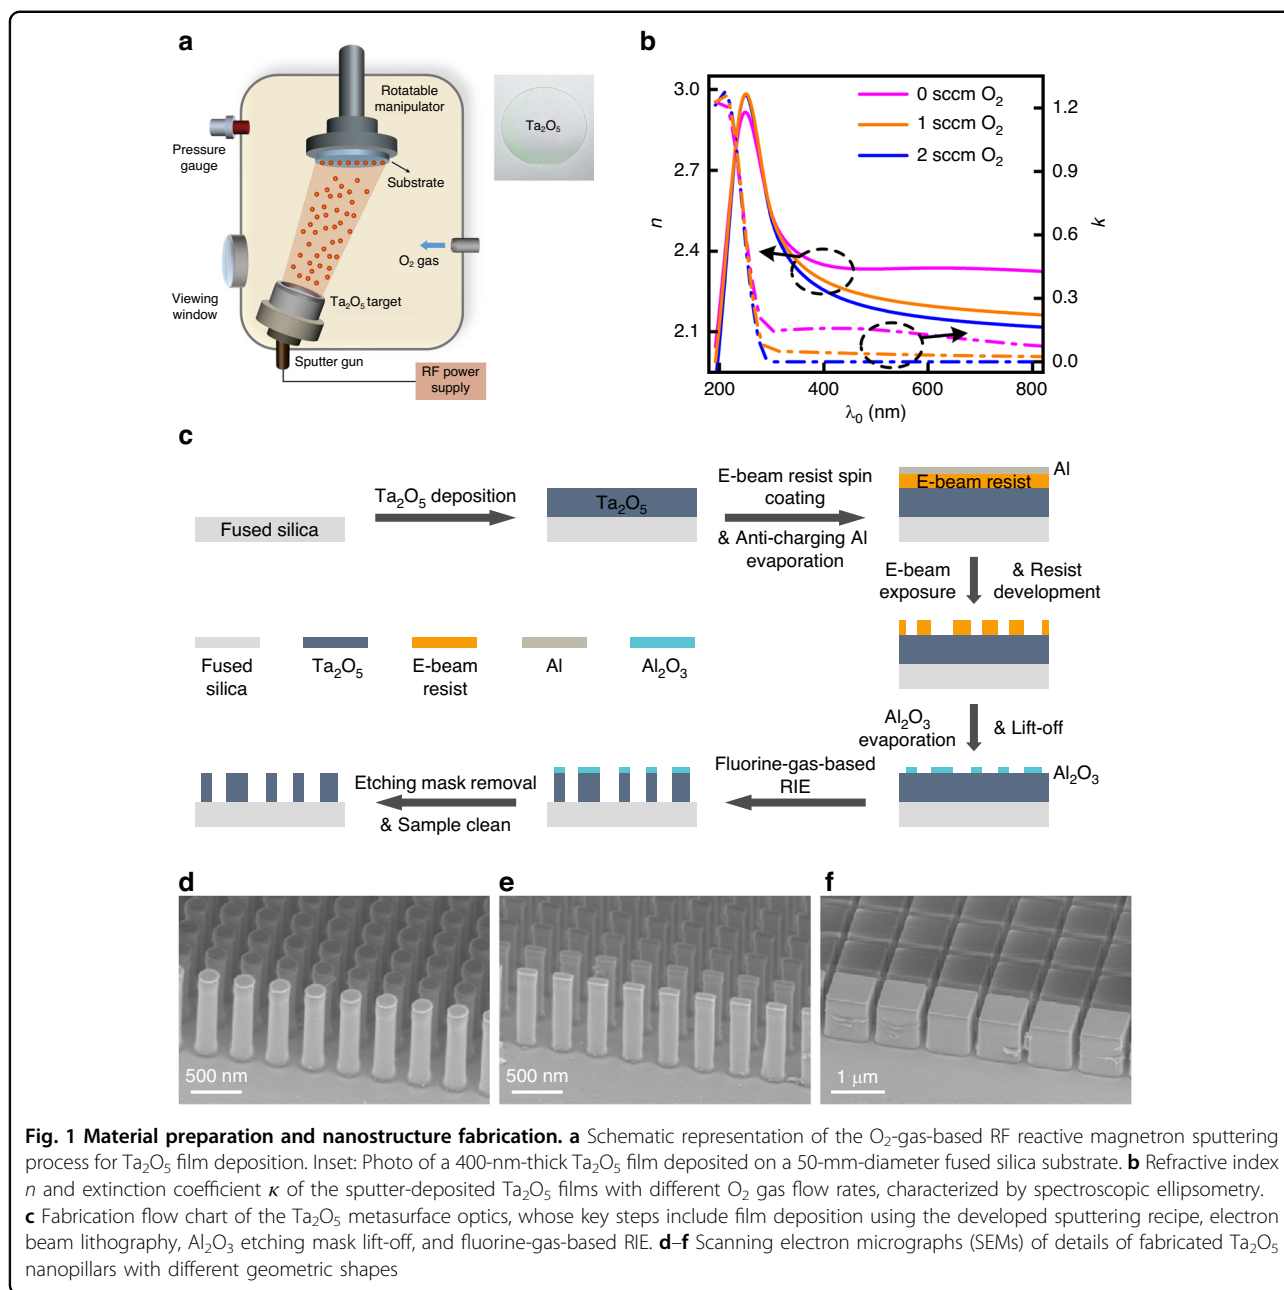 a
Rotatable
manipulator
Pressure
gauge
Substrate
O₂ gas
Viewing
window
Ta₂O₅ target
Sputter gun
RF power
supply
Ta₂O₅
b
3.0
2.7
2.4
2.1
n
0 sccm O₂
1 sccm O₂
2 sccm O₂
1.2
0.9
0.6
0.3
0.0
k
200
400
600
800
λ₀ (nm)
c
Fused silica
Ta₂O₅ deposition
Ta₂O₅
E-beam resist spin
coating
& Anti-charging Al
evaporation
Al
E-beam resist
E-beam
exposure
& Resist
development
Fused
silica
Ta₂O₅
E-beam
resist
Al
Al₂O₃
Al₂O₃
evaporation
& Lift-off
Al₂O₃
Fluorine-gas-based
RIE
Etching mask removal
& Sample clean
d
500 nm
e
500 nm
f
1 μm
Fig. 1 Material preparation and nanostructure fabrication. a Schematic representation of the O₂-gas-based RF reactive magnetron sputtering
process for Ta₂O₅ film deposition. Inset: Photo of a 400-nm-thick Ta₂O₅ film deposited on a 50-mm-diameter fused silica substrate. b Refractive index
n and extinction coefficient κ of the sputter-deposited Ta₂O₅ films with different O₂ gas flow rates, characterized by spectroscopic ellipsometry.
c Fabrication flow chart of the Ta₂O₅ metasurface optics, whose key steps include film deposition using the developed sputtering recipe, electron
beam lithography, Al₂O₃ etching mask lift-off, and fluorine-gas-based RIE. d–f Scanning electron micrographs (SEMs) of details of fabricated Ta₂O₅
nanopillars with different geometric shapes